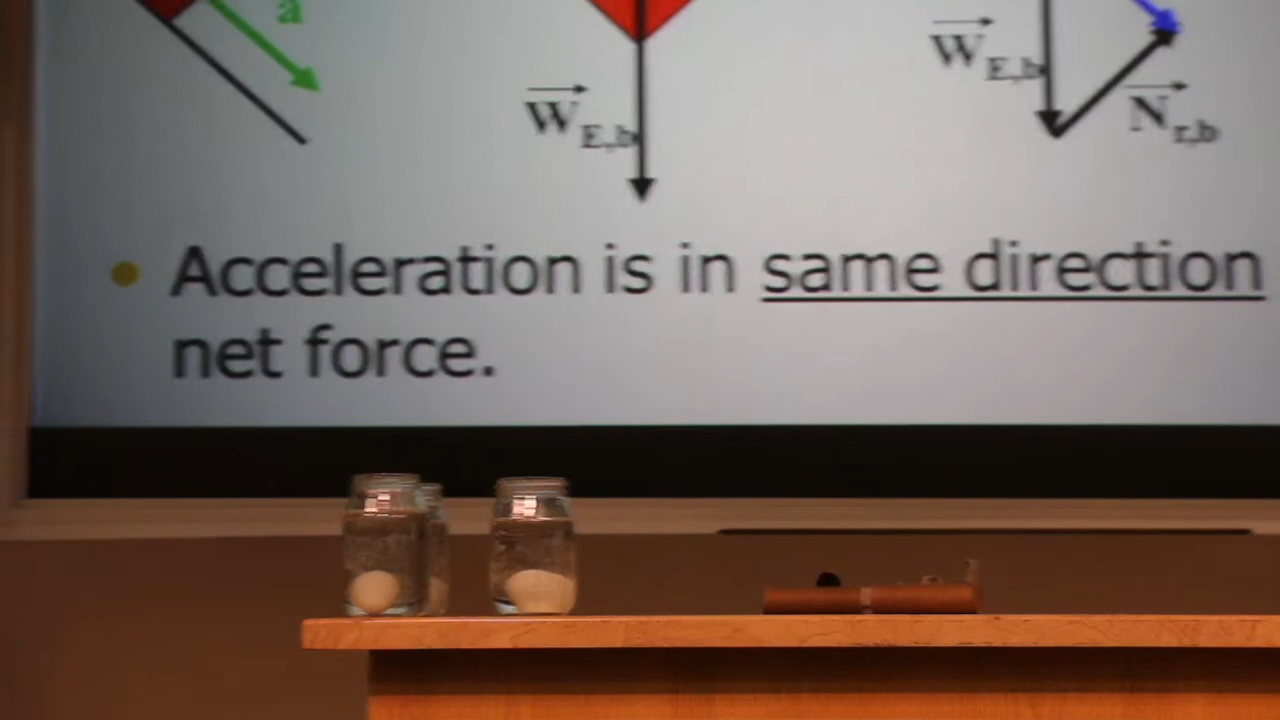 a
W E,b
W E,b
N r,b
Acceleration is in same direction
net force.